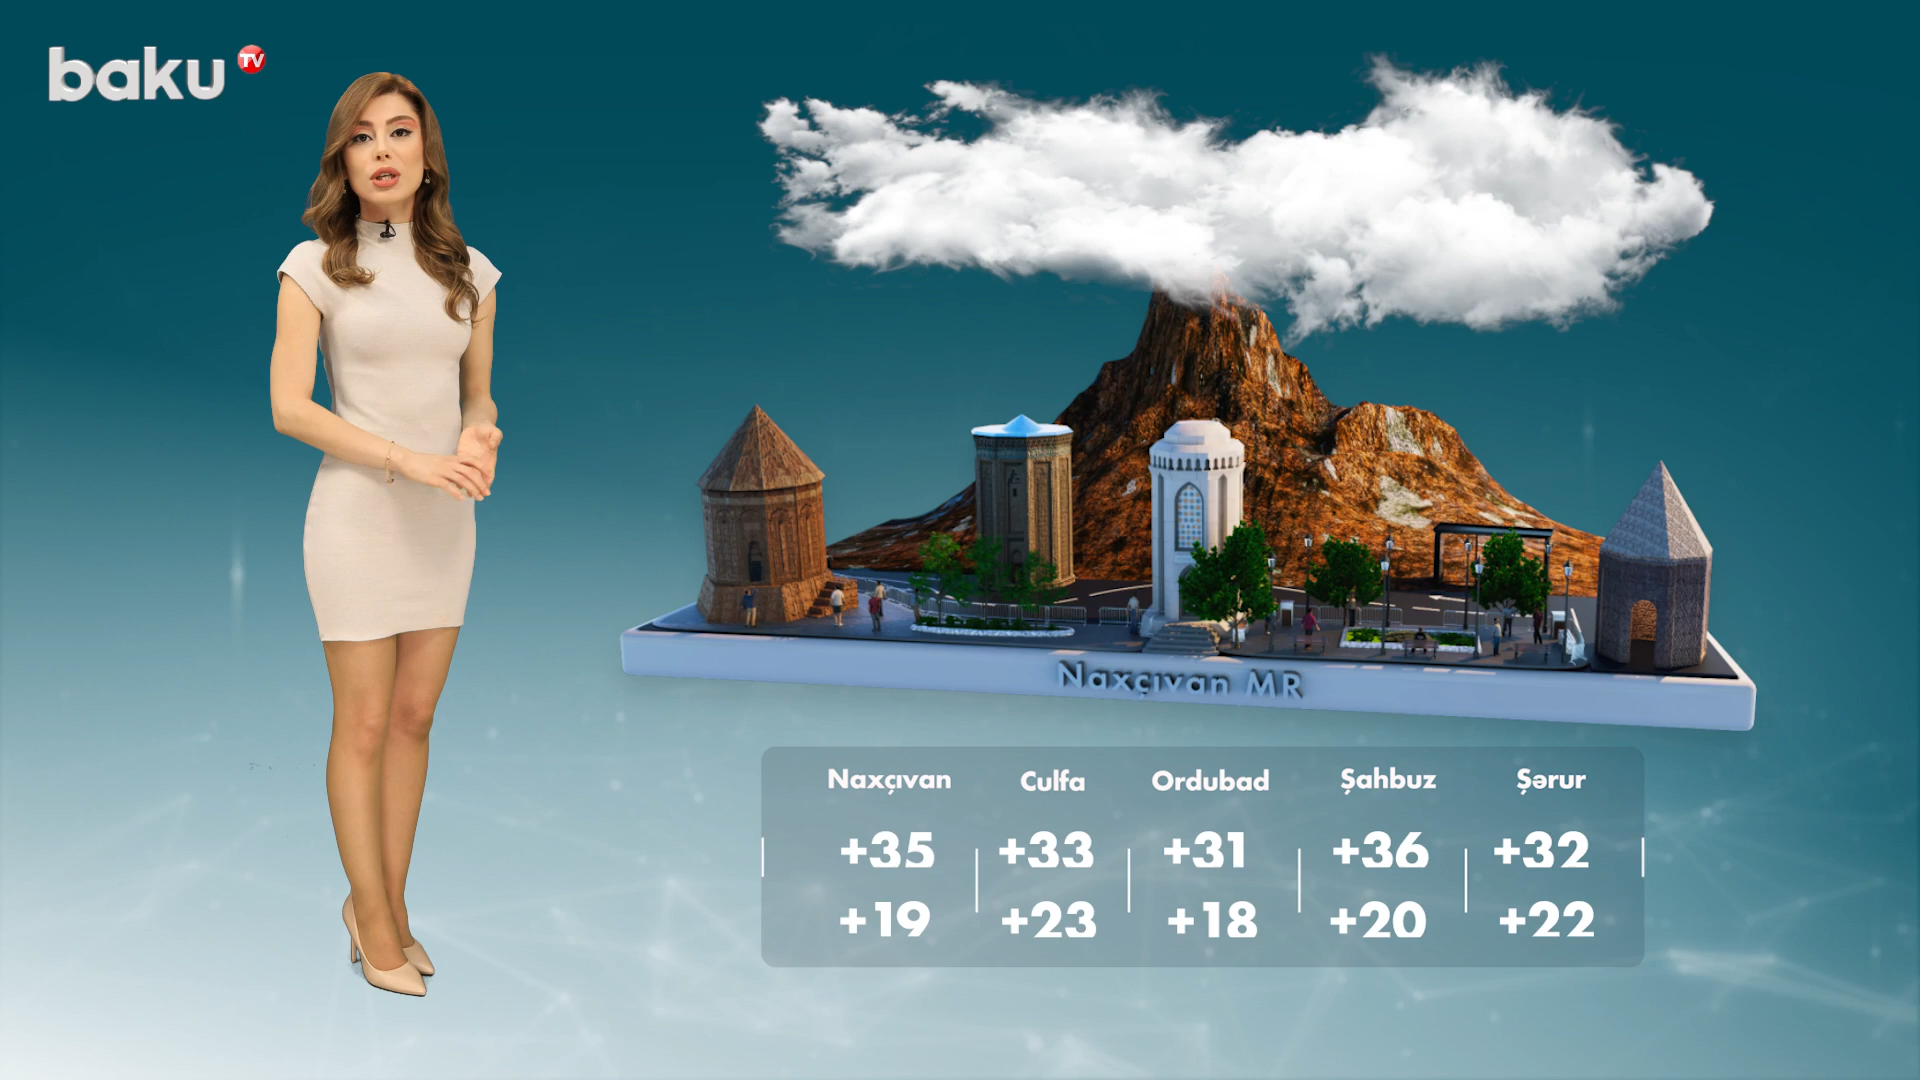 baku TV
Naxçıvan MR
Naxçıvan Culfa Ordubad Şahbuz Şərur
+35 +33 +31 +36 +32
+19 +23 +18 +20 +22